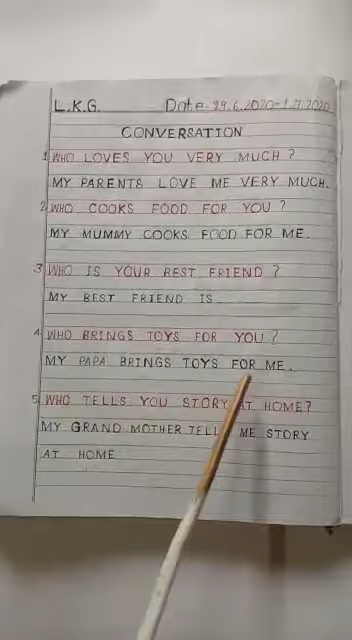 L.K.G. Date-29.6.2020-1.7.2020
CONVERSATION
1 WHO LOVES YOU VERY MUCH?
MY PARENTS LOVE ME VERY MUCH.
2 WHO COOKS FOOD FOR YOU?
MY MUMMY COOKS FOOD FOR ME.
3 WHO IS YOUR BEST FRIEND?
MY BEST FRIEND IS
4 WHO BRINGS TOYS FOR YOU?
MY PAPA BRINGS TOYS FOR ME.
5 WHO TELLS YOU STORY AT HOME?
MY GRAND MOTHER TELL ME STORY
AT HOME